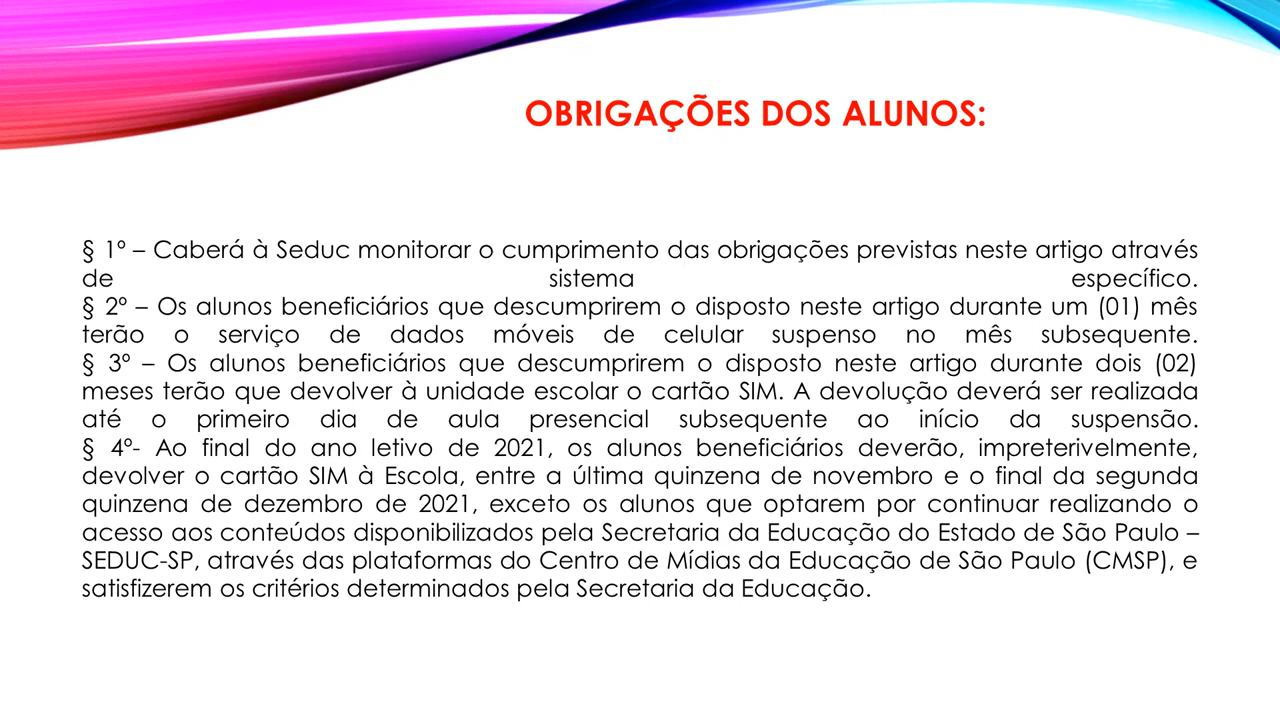 OBRIGAÇÕES DOS ALUNOS:
§ 1º – Caberá à Seduc monitorar o cumprimento das obrigações previstas neste artigo através
de sistema específico.
§ 2º – Os alunos beneficiários que descumprirem o disposto neste artigo durante um (01) mês
terão o serviço de dados móveis de celular suspenso no mês subsequente.
§ 3º – Os alunos beneficiários que descumprirem o disposto neste artigo durante dois (02)
meses terão que devolver à unidade escolar o cartão SIM. A devolução deverá ser realizada
até o primeiro dia de aula presencial subsequente ao início da suspensão.
§ 4º- Ao final do ano letivo de 2021, os alunos beneficiários deverão, impreterivelmente,
devolver o cartão SIM à Escola, entre a última quinzena de novembro e o final da segunda
quinzena de dezembro de 2021, exceto os alunos que optarem por continuar realizando o
acesso aos conteúdos disponibilizados pela Secretaria da Educação do Estado de São Paulo –
SEDUC-SP, através das plataformas do Centro de Mídias da Educação de São Paulo (CMSP), e
satisfizerem os critérios determinados pela Secretaria da Educação.